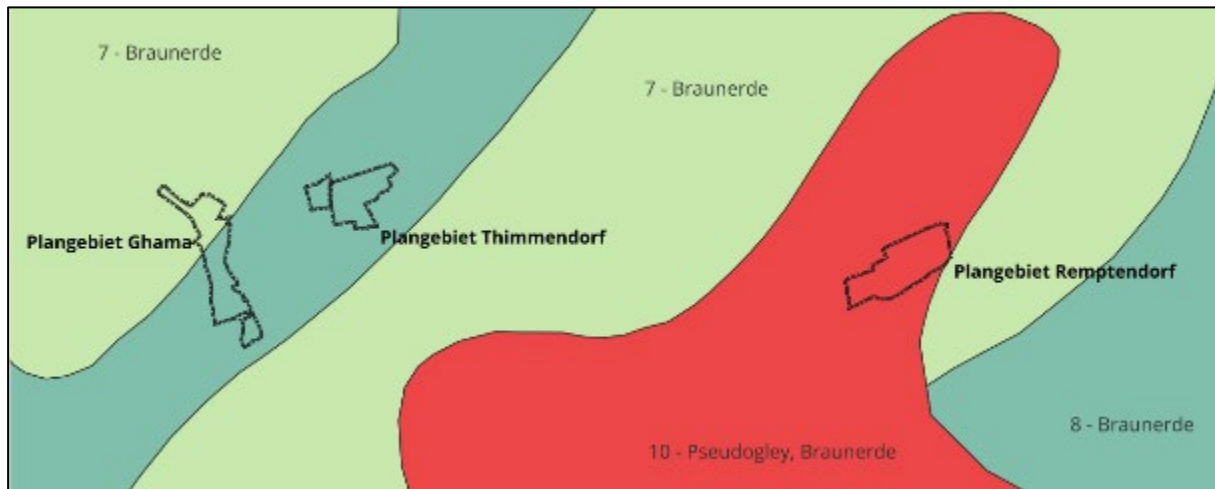 7 - Braunerde
7 - Braunerde
Plangebiet Ghama
Plangebiet Thimmendorf
Plangebiet Remptendorf
8 - Braunerde
10 - Pseudogley, Braunerde